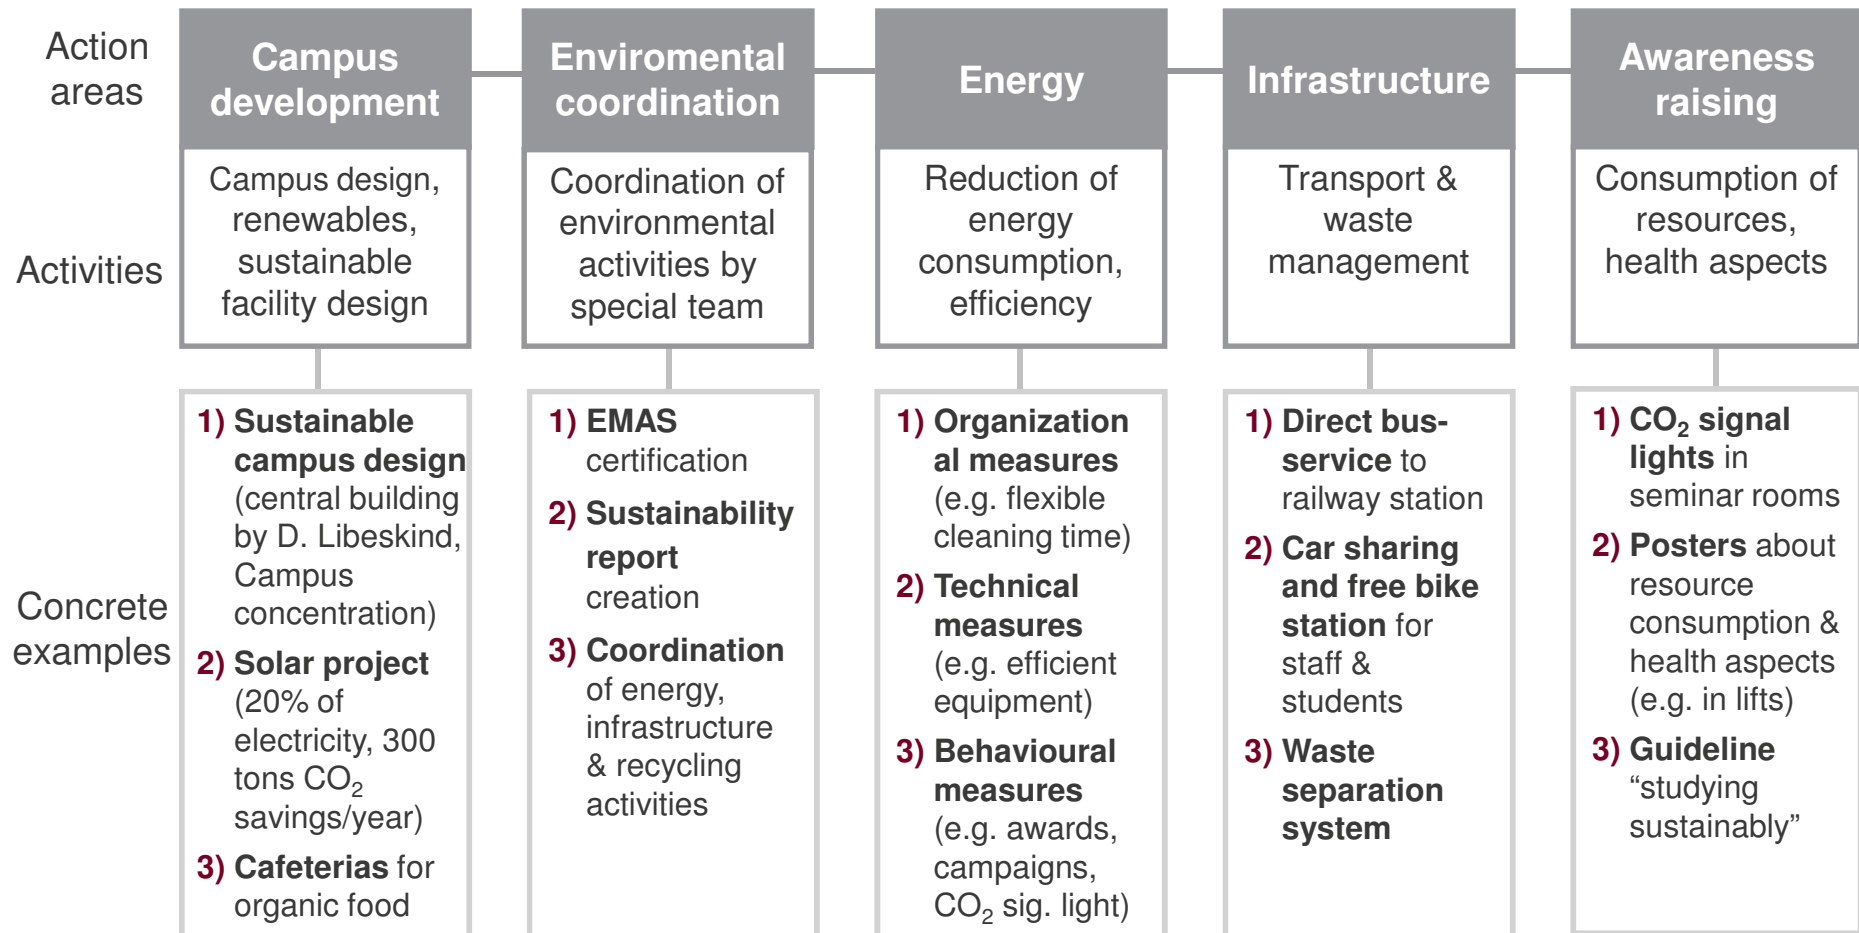 Action
areas
Campus
development
Enviromental
coordination
Energy
Infrastructure
Awareness
raising
Activities
Campus design,
renewables,
sustainable
facility design
Coordination of
environmental
activities by
special team
Reduction of
energy
consumption,
efficiency
Transport &
waste
management
Consumption of
resources,
health aspects
Concrete
examples
1) Sustainable
campus design
(central building
by D. Libeskind,
Campus
concentration)
2) Solar project
(20% of
electricity, 300
tons CO₂
savings/year)
3) Cafeterias for
organic food
1) EMAS
certification
2) Sustainability
report
creation
3) Coordination
of energy,
infrastructure
& recycling
activities
1) Organization
al measures
(e.g. flexible
cleaning time)
2) Technical
measures
(e.g. efficient
equipment)
3) Behavioural
measures
(e.g. awards,
campaigns,
CO₂ sig. light)
1) Direct bus-
service to
railway station
2) Car sharing
and free bike
station for
staff &
students
3) Waste
separation
system
1) CO₂ signal
lights in
seminar rooms
2) Posters about
resource
consumption &
health aspects
(e.g. in lifts)
3) Guideline
“studying
sustainably”